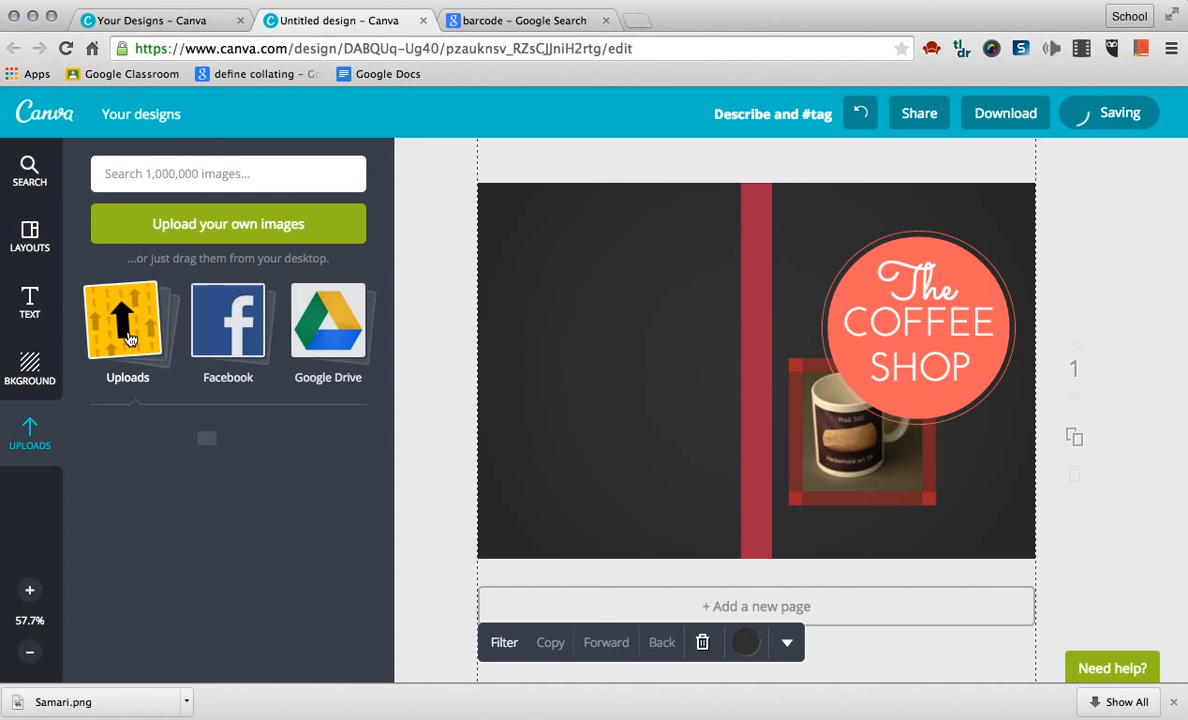 Your Designs – Canva
Untitled design – Canva
barcode – Google Search
School
https://www.canva.com/design/DABQUq-Ug40/pzauknsv_RZsCJJniH2rtg/edit
tl;
dr
S
Apps
Google Classroom
define collating – Go
Google Docs
Canva
Your designs
Describe and #tag
Share
Download
Saving
SEARCH
LAYOUTS
TEXT
BKGROUND
UPLOADS
Search 1,000,000 images...
Upload your own images
...or just drag them from your desktop.
Uploads
Facebook
Google Drive
The
COFFEE
SHOP
Raä 330
1
+ Add a new page
57.7%
Filter
Copy
Forward
Back
Need help?
Samari.png
Show All